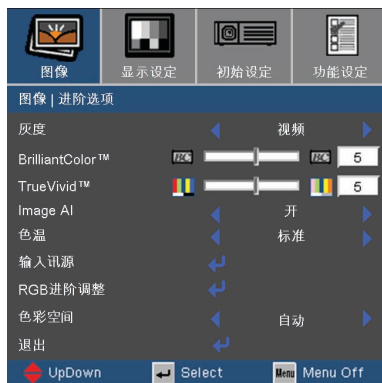 图像 显示设定 初始设定 功能设定
图像 | 进阶选项
灰度 视频
BrilliantColor™ BC BC 5
TrueVivid™ 5
Image AI 开
色温 标准
输入讯源
RGB进阶调整
色彩空间 自动
退出
UpDown Select Menu Menu Off